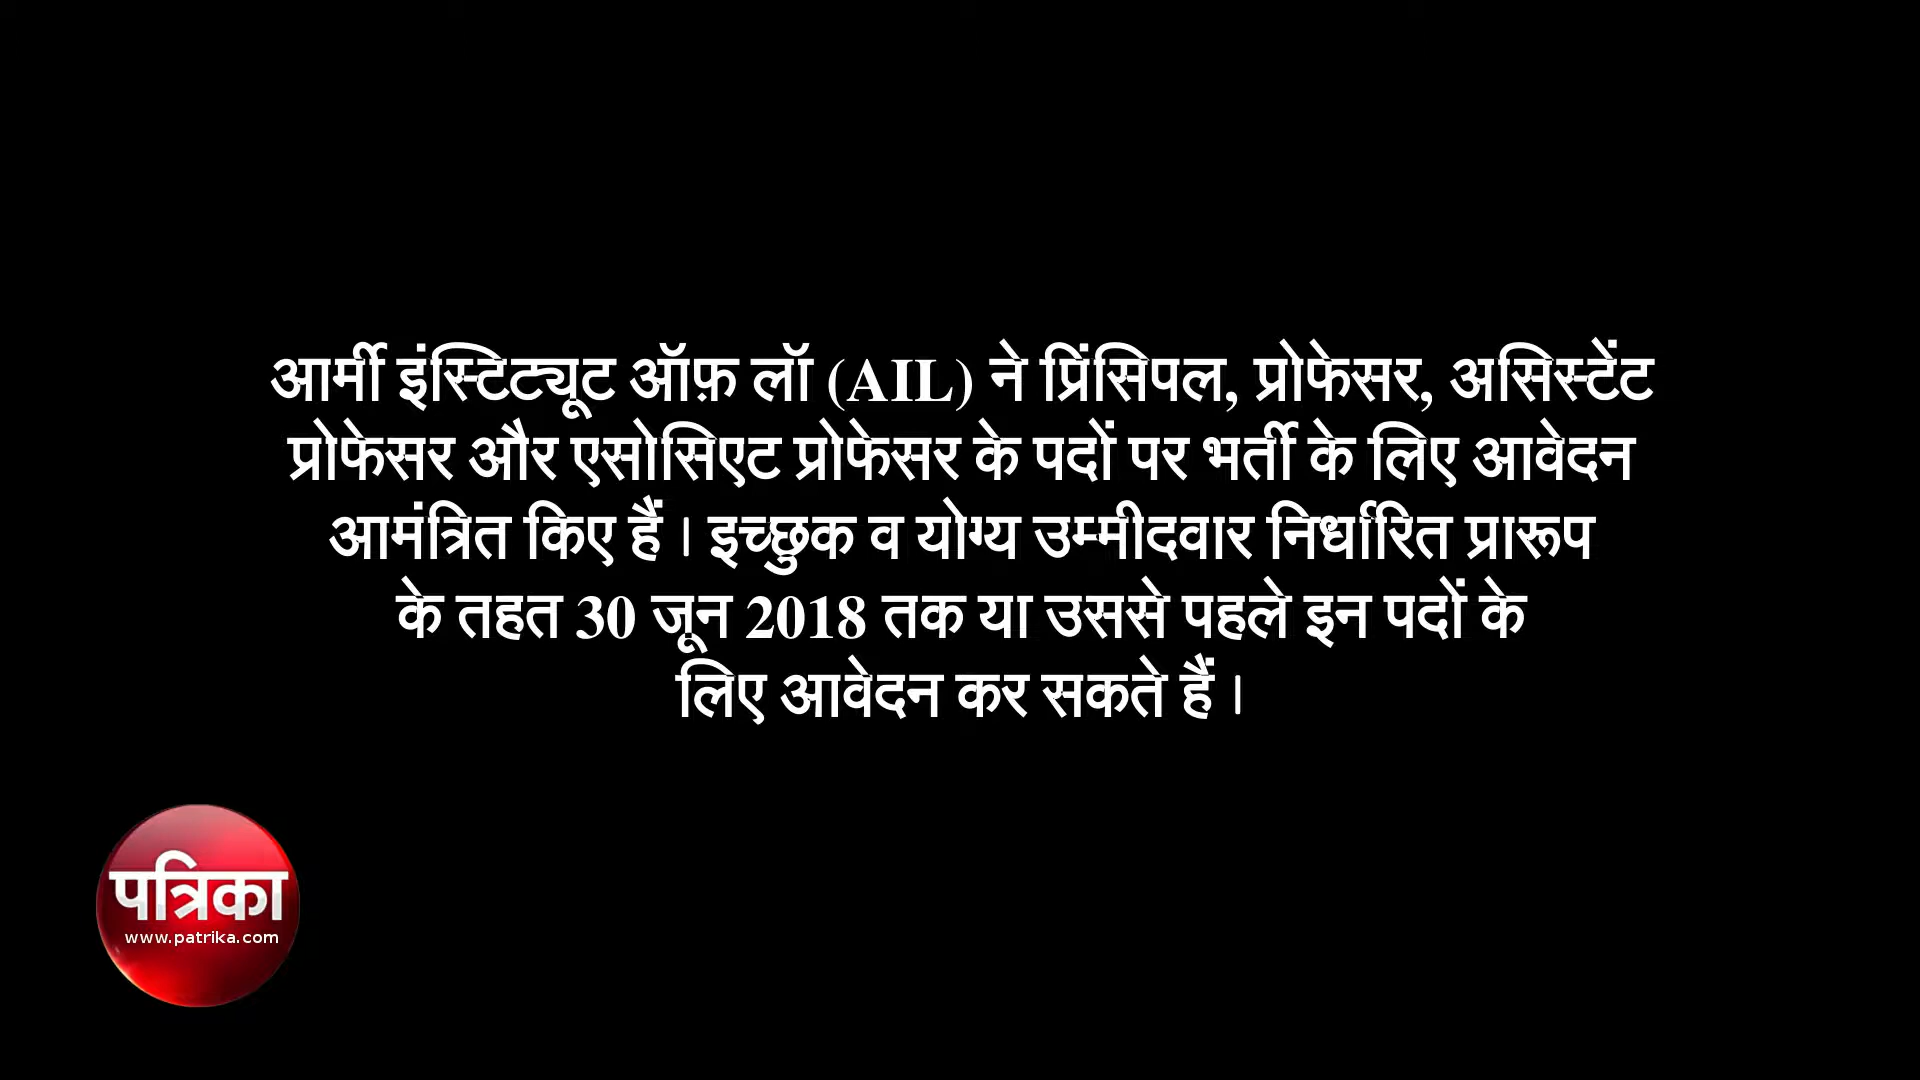 आर्मी इंस्टिट्यूट ऑफ़ लॉ (AIL) ने प्रिंसिपल, प्रोफेसर, असिस्टेंट
प्रोफेसर और एसोसिएट प्रोफेसर के पदों पर भर्ती के लिए आवेदन
आमंत्रित किए हैं। इच्छुक व योग्य उम्मीदवार निर्धारित प्रारूप
के तहत 30 जून 2018 तक या उससे पहले इन पदों के
लिए आवेदन कर सकते हैं।
पत्रिका
www.patrika.com